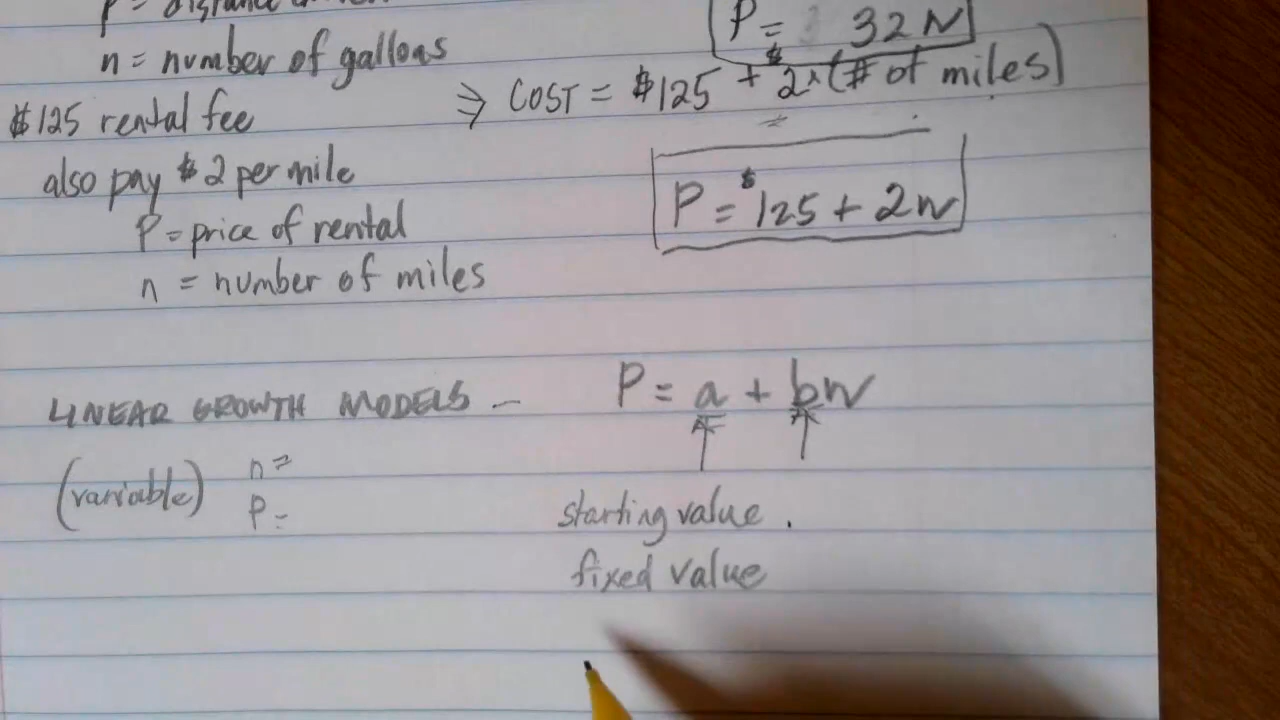 P = distance
P = 32 N
n = number of gallons
$125 rental fee
⇒ COST = $125 + $2 × (# of miles)
also pay $2 per mile
P = price of rental
P = $125 + 2n
n = number of miles
LINEAR GROWTH MODELS - P = a + bn
(variable) n =
P =
starting value.
fixed value